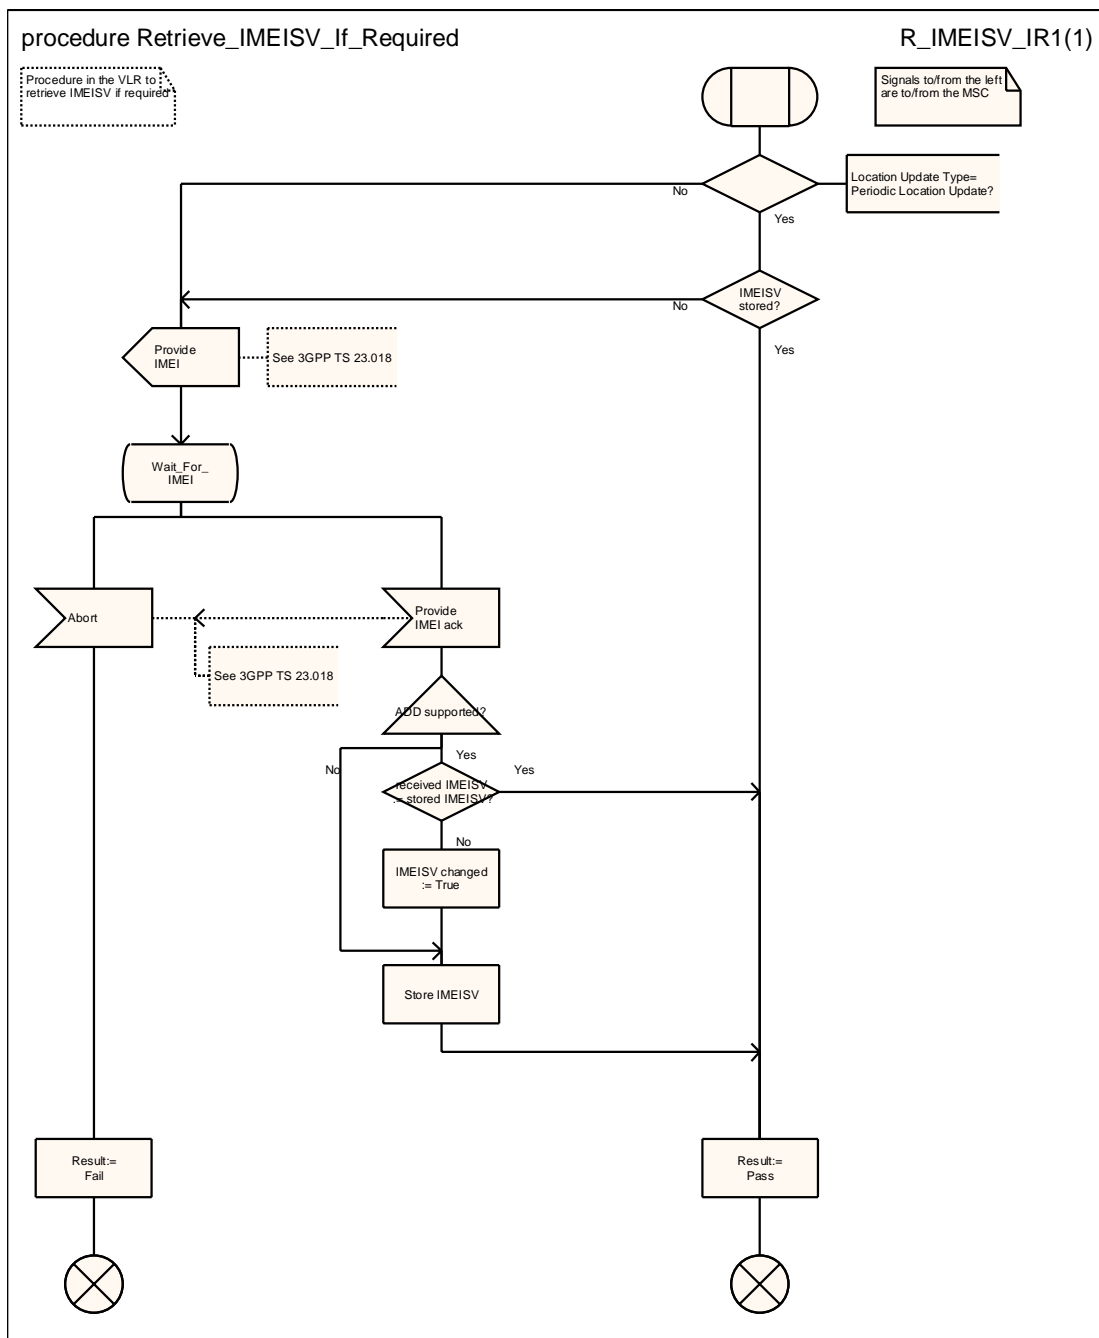 procedure Retrieve_IMEISV_If_Required
R_IMEISV_IR1(1)
Procedure in the VLR to
retrieve IMEISV if required
Signals to/from the left
are to/from the MSC
Location Update Type=
Periodic Location Update?
No
Yes
IMEISV
stored?
No
Yes
Provide
IMEI
See 3GPP TS 23.018
Wait_For_
IMEI
Abort
Provide
IMEI ack
See 3GPP TS 23.018
ADD supported?
Yes
No
received IMEISV
:= stored IMEISV?
Yes
No
IMEISV changed
:= True
Store IMEISV
Result:=
Fail
Result:=
Pass